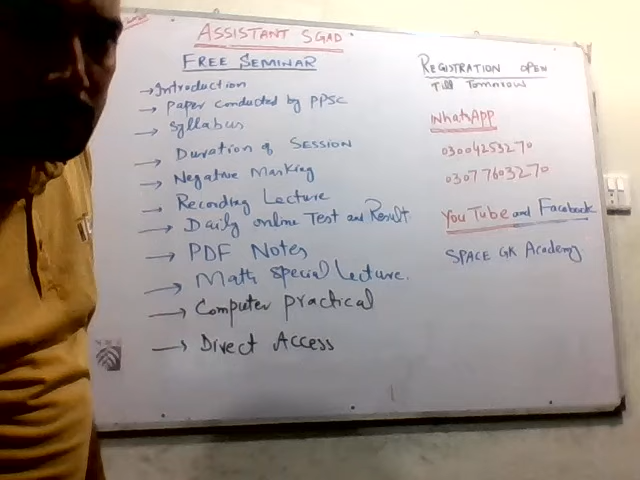 ASSISTANT SGAD
FREE SEMINAR
→ Introduction
→ Paper conducted by PPSC
→ Syllabus
→ Duration of SESSION
→ Negative Marking
→ Recording Lecture
→ Daily online Test and Result
→ PDF Notes
→ Math special Lecture.
→ Computer practical
→ Direct Access
REGISTRATION OPEN
Till Tomorrow
WhatsApp
03004253270
03077603270
YouTube and Facebook
SPACE GK Academy